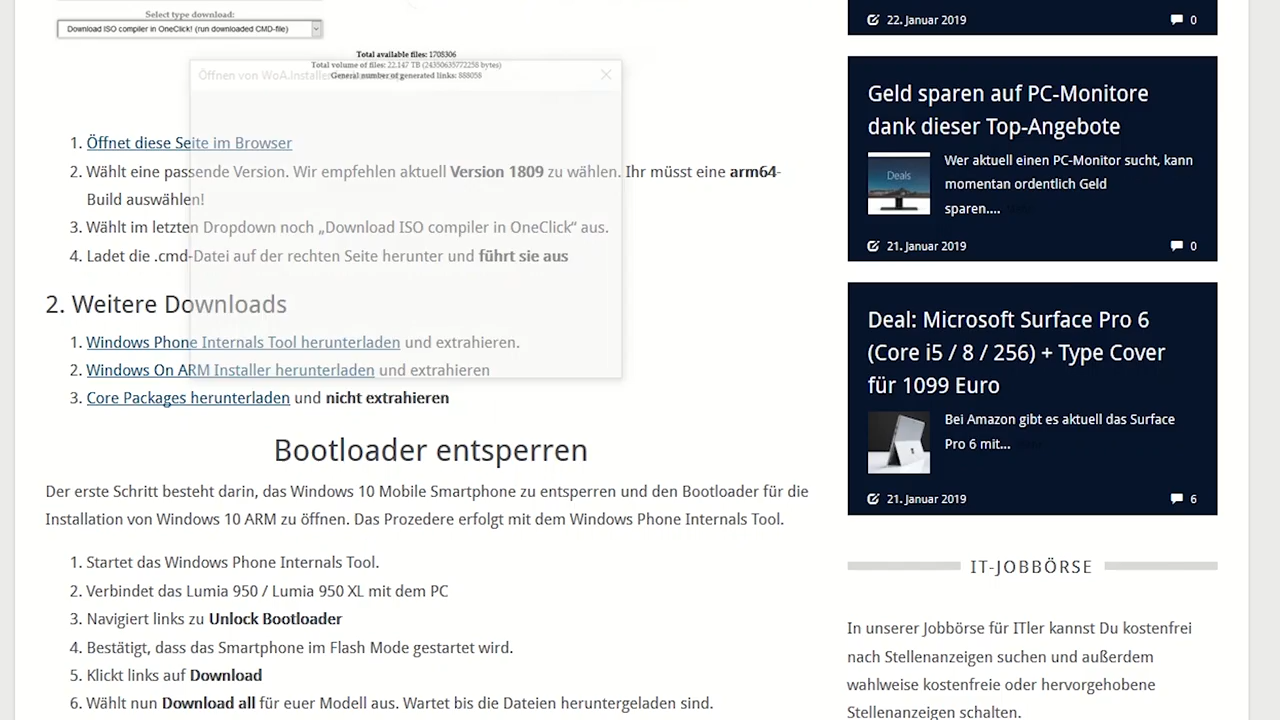 Select type download:
Download ISO compiler in OneClick! (run downloaded CMD-file)
Total available files: 1708306
Total volume of files: 22.147 TB (24350635772258 bytes)
General number of generated links: 888058
Öffnen von WoA.Installer
1. Öffnet diese Seite im Browser
2. Wählt eine passende Version. Wir empfehlen aktuell Version 1809 zu wählen. Ihr müsst eine arm64-
Build auswählen!
3. Wählt im letzten Dropdown noch „Download ISO compiler in OneClick“ aus.
4. Ladet die .cmd-Datei auf der rechten Seite herunter und führt sie aus
2. Weitere Downloads
1. Windows Phone Internals Tool herunterladen und extrahieren.
2. Windows On ARM Installer herunterladen und extrahieren
3. Core Packages herunterladen und nicht extrahieren
Bootloader entsperren
Der erste Schritt besteht darin, das Windows 10 Mobile Smartphone zu entsperren und den Bootloader für die
Installation von Windows 10 ARM zu öffnen. Das Prozedere erfolgt mit dem Windows Phone Internals Tool.
1. Startet das Windows Phone Internals Tool.
2. Verbindet das Lumia 950 / Lumia 950 XL mit dem PC
3. Navigiert links zu Unlock Bootloader
4. Bestätigt, dass das Smartphone im Flash Mode gestartet wird.
5. Klickt links auf Download
6. Wählt nun Download all für euer Modell aus. Wartet bis die Dateien heruntergeladen sind.
22. Januar 2019 0
Geld sparen auf PC-Monitore
dank dieser Top-Angebote
Deals
Wer aktuell einen PC-Monitor sucht, kann
momentan ordentlich Geld
sparen....
21. Januar 2019 0
Deal: Microsoft Surface Pro 6
(Core i5 / 8 / 256) + Type Cover
für 1099 Euro
Bei Amazon gibt es aktuell das Surface
Pro 6 mit...
21. Januar 2019 6
IT-JOBBÖRSE
In unserer Jobbörse für ITler kannst Du kostenfrei
nach Stellenanzeigen suchen und außerdem
wahlweise kostenfreie oder hervorgehobene
Stellenanzeigen schalten.